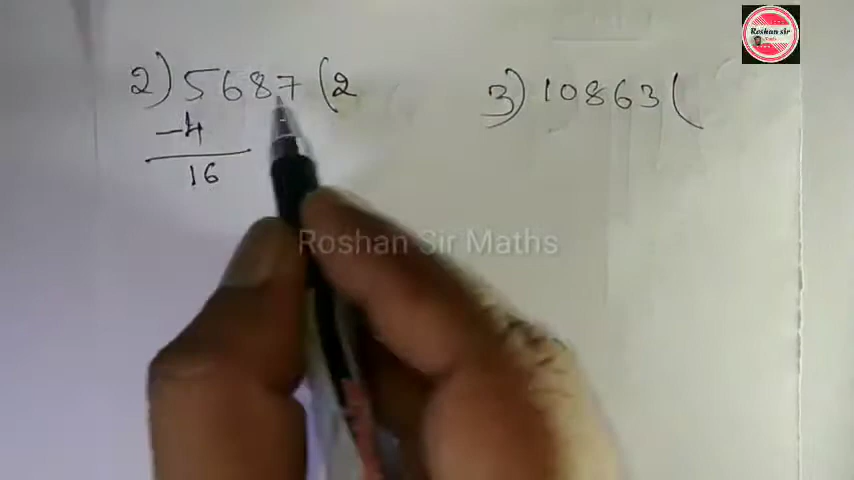 Roshan sir
2) 5687 (2
3) 10863 (
-4
16
Roshan Sir Maths